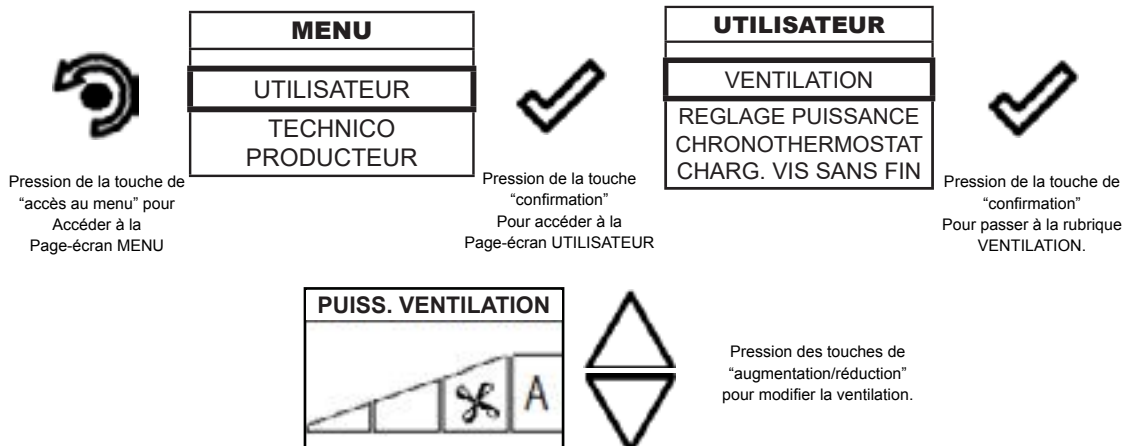 MENU
UTILISATEUR
TECHNICO
PRODUCTEUR
UTILISATEUR
VENTILATION
REGLAGE PUISSANCE
CHRONOTHERMOSTAT
CHARG. VIS SANS FIN
Pression de la touche de
“accès au menu” pour
Accéder à la
Page-écran MENU
Pression de la touche
“confirmation”
Pour accéder à la
Page-écran UTILISATEUR
Pression de la touche de
“confirmation”
Pour passer à la rubrique
VENTILATION.
PUISS. VENTILATION
A
Pression des touches de
“augmentation/réduction”
pour modifier la ventilation.